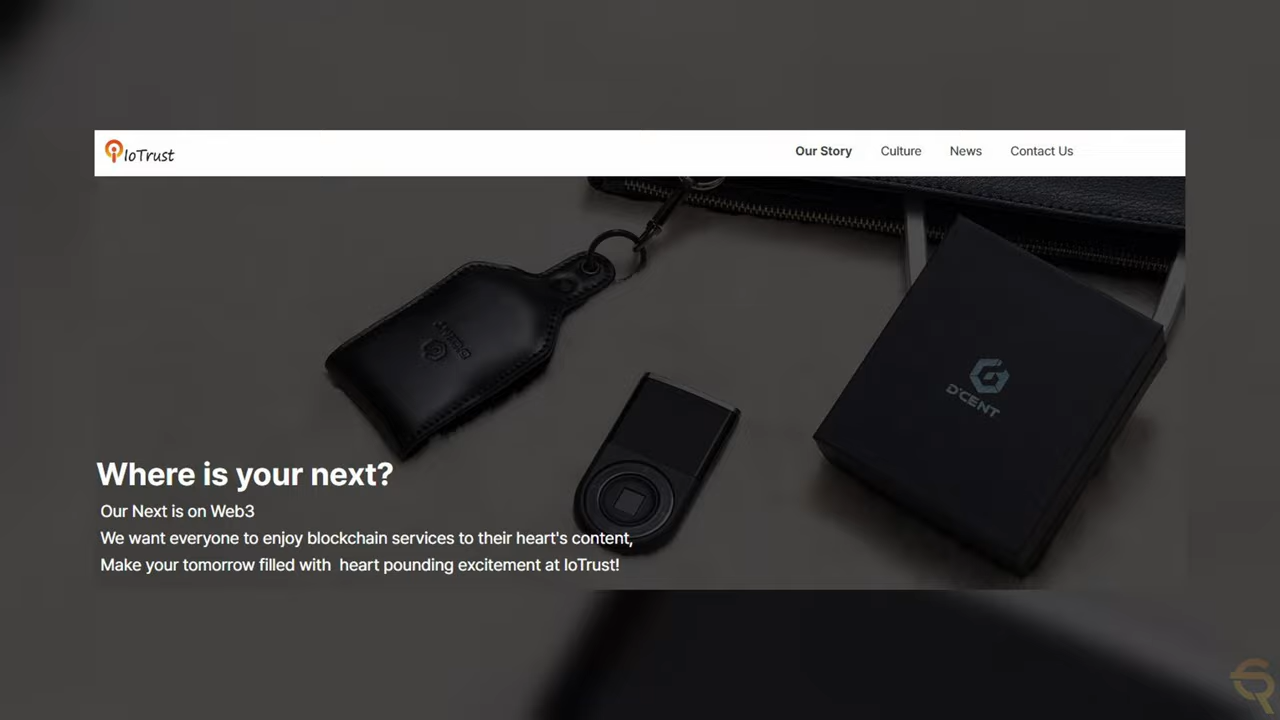 IoTrust
Our Story
Culture
News
Contact Us
D'CENT
D'CENT
Where is your next?
Our Next is on Web3
We want everyone to enjoy blockchain services to their heart's content,
Make your tomorrow filled with  heart pounding excitement at IoTrust!